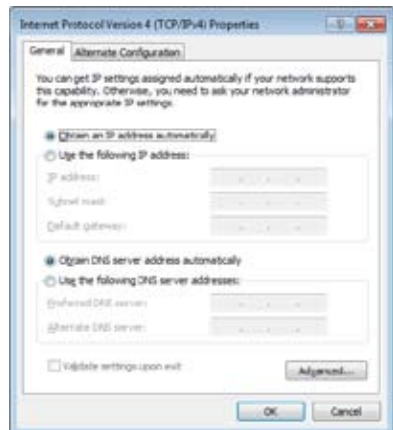 Internet Protocol Version 4 (TCP/IPv4) Properties
General
Alternate Configuration
You can get IP settings assigned automatically if your network supports
this capability. Otherwise, you need to ask your network administrator
for the appropriate IP settings.
Obtain an IP address automatically
Use the following IP address:
IP address:
Subnet mask:
Default gateway:
Obtain DNS server address automatically
Use the following DNS server addresses:
Preferred DNS server:
Alternate DNS server:
Validate settings upon exit
Advanced...
OK
Cancel